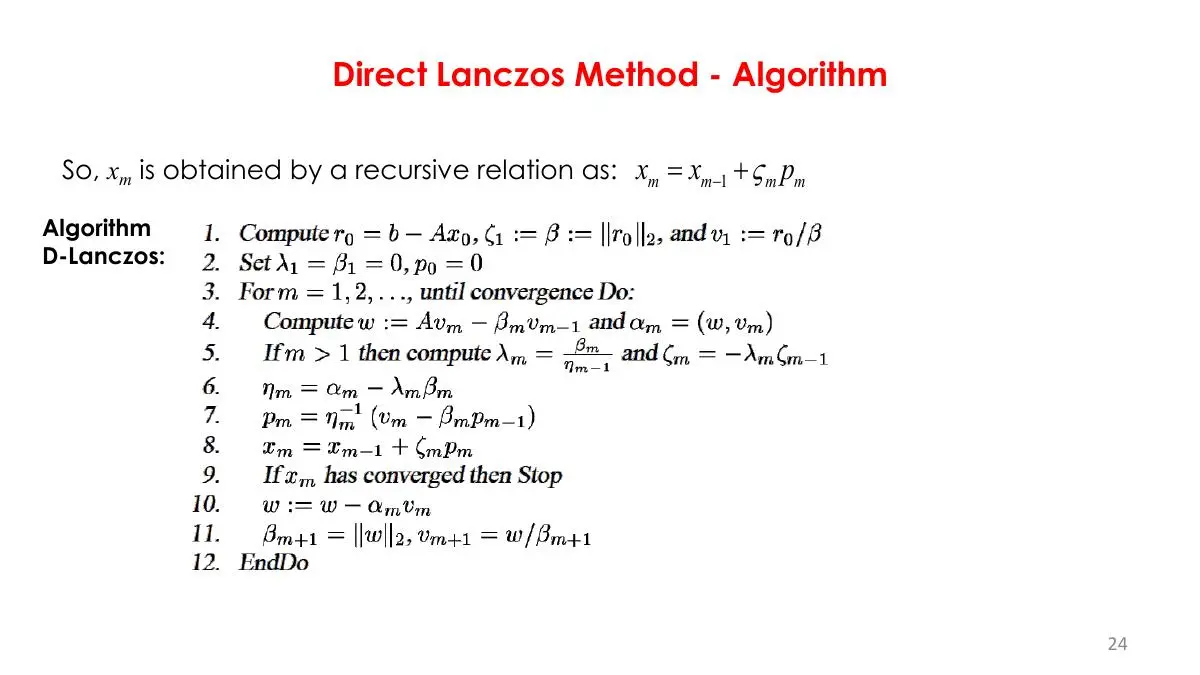 Direct Lanczos Method - Algorithm
So, xₘ is obtained by a recursive relation as: xₘ = xₘ₋₁ + ςₘpₘ
Algorithm
D-Lanczos:
1. Compute r₀ = b − Ax₀, ζ₁ := β := ||r₀||₂, and v₁ := r₀/β
2. Set λ₁ = β₁ = 0, p₀ = 0
3. For m = 1, 2, . . ., until convergence Do:
4. Compute w := Avₘ − βₘvₘ₋₁ and αₘ = (w, vₘ)
5. If m > 1 then compute λₘ = βₘ/ηₘ₋₁ and ζₘ = −λₘζₘ₋₁
6. ηₘ = αₘ − λₘβₘ
7. pₘ = ηₘ⁻¹ (vₘ − βₘpₘ₋₁)
8. xₘ = xₘ₋₁ + ζₘpₘ
9. If xₘ has converged then Stop
10. w := w − αₘvₘ
11. βₘ₊₁ = ||w||₂, vₘ₊₁ = w/βₘ₊₁
12. EndDo
24